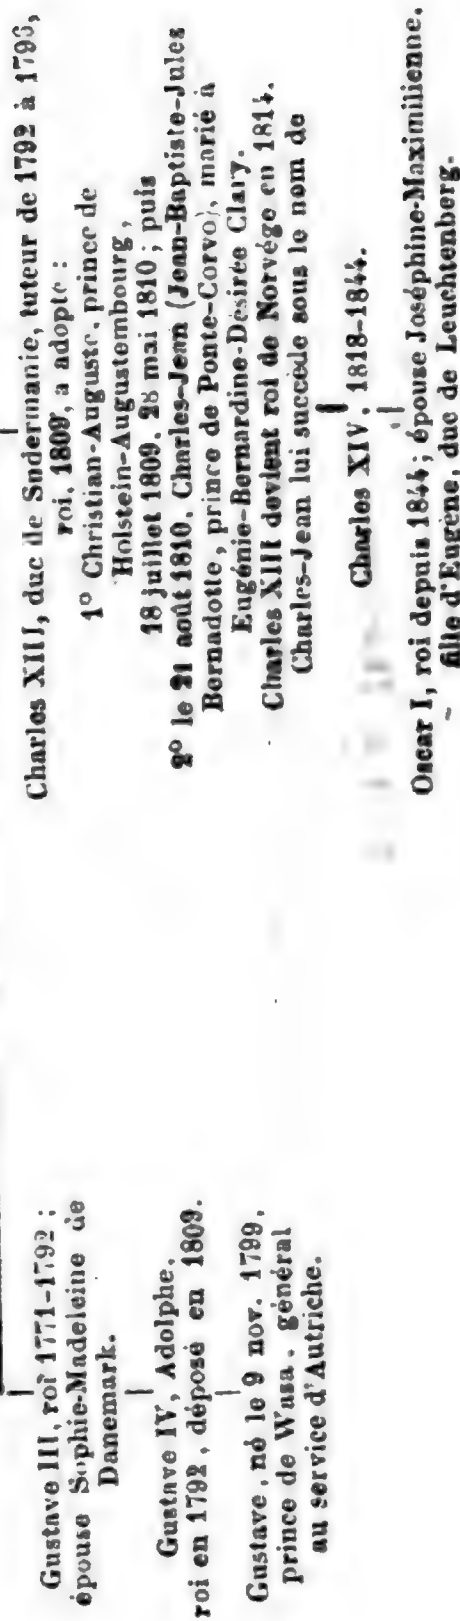 Gustave III, roi 1771-1792 ;
épouse Sophie-Madeleine de
Danemark.
Gustave IV, Adolphe,
roi en 1792, déposé en 1809.
Gustave, né le 9 nov. 1799,
prince de Wasa, général
au service d'Autriche.
Charles XIII, duc de Sudermanie, tuteur de 1792 à 1796,
roi, 1809, a adopté :
1º Christian-Auguste, prince de
Holstein-Augustembourg,
18 juillet 1809, 28 mai 1810 ; puis
2º le 21 août 1810, Charles-Jean (Jean-Baptiste-Jules
Bernadotte, prince de Ponte-Corvo), marié à
Eugénie-Bernardine-Désirée Clary.
Charles XIII devient roi de Norvége en 1814.
Charles-Jean lui succède sous le nom de
Charles XIV, 1818-1844.
Oscar I, roi depuis 1844 ; épouse Joséphine-Maximilienne,
fille d'Eugène, duc de Leuchtenberg.